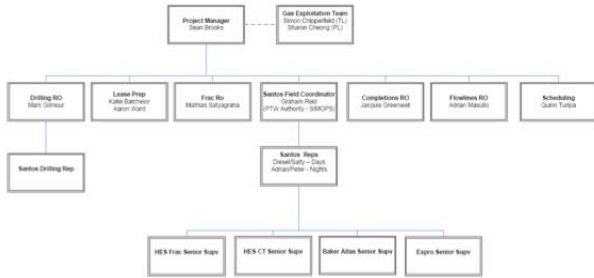 Project Manager
Sean Brooks
Gas Exploitation Team
Simon Chipperfield (TL)
Sharon Cheong (PL)
Drilling RO
Mark Gilmour
Lease Prep
Katie Batchelor
Aaron Ward
Frac Ro
Mathias Satyagraha
Santos Field Coordinator
Graham Reid
(PTW Authority - SIMOPS)
Completions RO
Jacquie Greenwell
Flowlines RO
Adrian Masullo
Scheduling
Quinn Turipa
Santos Drilling Rep
Santos Reps
Diesel/Salty – Days
Adrian/Peter - Nights
HES Frac Senior Supv
HES CT Senior Supv
Baker Atlas Senior Supv
Expro Senior Supv